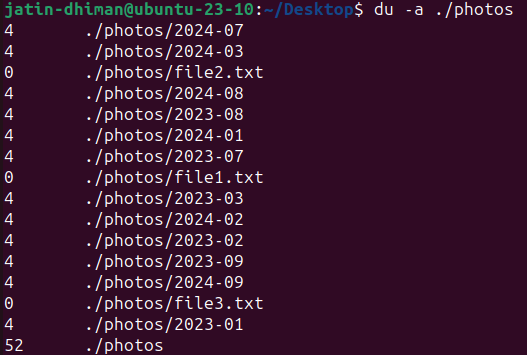 jatin-dhiman@ubuntu-23-10:~/Desktop$ du -a ./photos
4 ./photos/2024-07
4 ./photos/2024-03
0 ./photos/file2.txt
4 ./photos/2024-08
4 ./photos/2023-08
4 ./photos/2024-01
4 ./photos/2023-07
0 ./photos/file1.txt
4 ./photos/2023-03
4 ./photos/2024-02
4 ./photos/2023-02
4 ./photos/2023-09
4 ./photos/2024-09
0 ./photos/file3.txt
4 ./photos/2023-01
52 ./photos